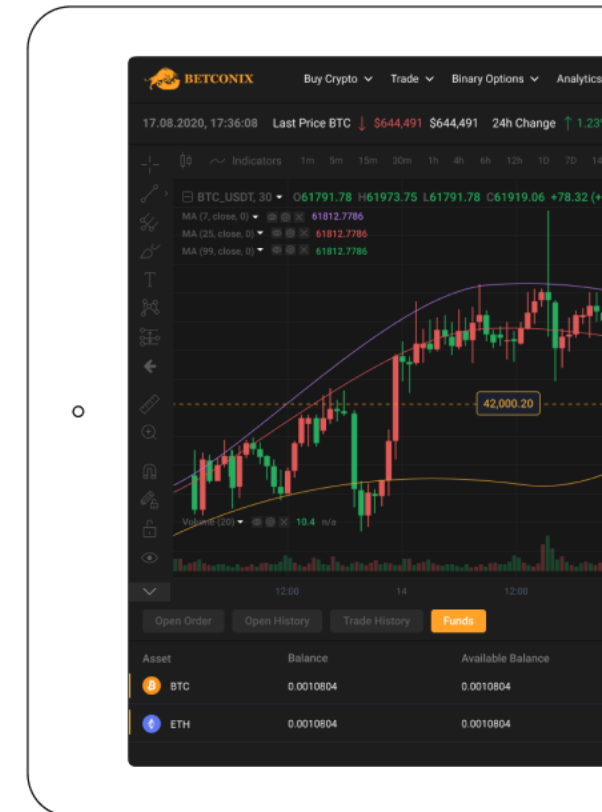 BETCONIX Buy Crypto Trade Binary Options Analytics
17.08.2020, 17:36:08 Last Price BTC ↓ $644,491 $644,491 24h Change ↑ 1.23
Indicators 1m 5m 15m 30m 1h 4h 6h 12h 1D 7D 14
BTC_USDT, 30 O61791.78 H61973.75 L61791.78 C61919.06 +78.32 (+
MA (7, close, 0) 61812.7786
MA (25, close, 0) 61812.7786
MA (99, close, 0) 61812.7786
42,000.20
Volume (20) 10.4 n/a
12:00 14 12:00
Open Order Open History Trade History Funds
Asset Balance Available Balance
BTC 0.0010804 0.0010804
ETH 0.0010804 0.0010804